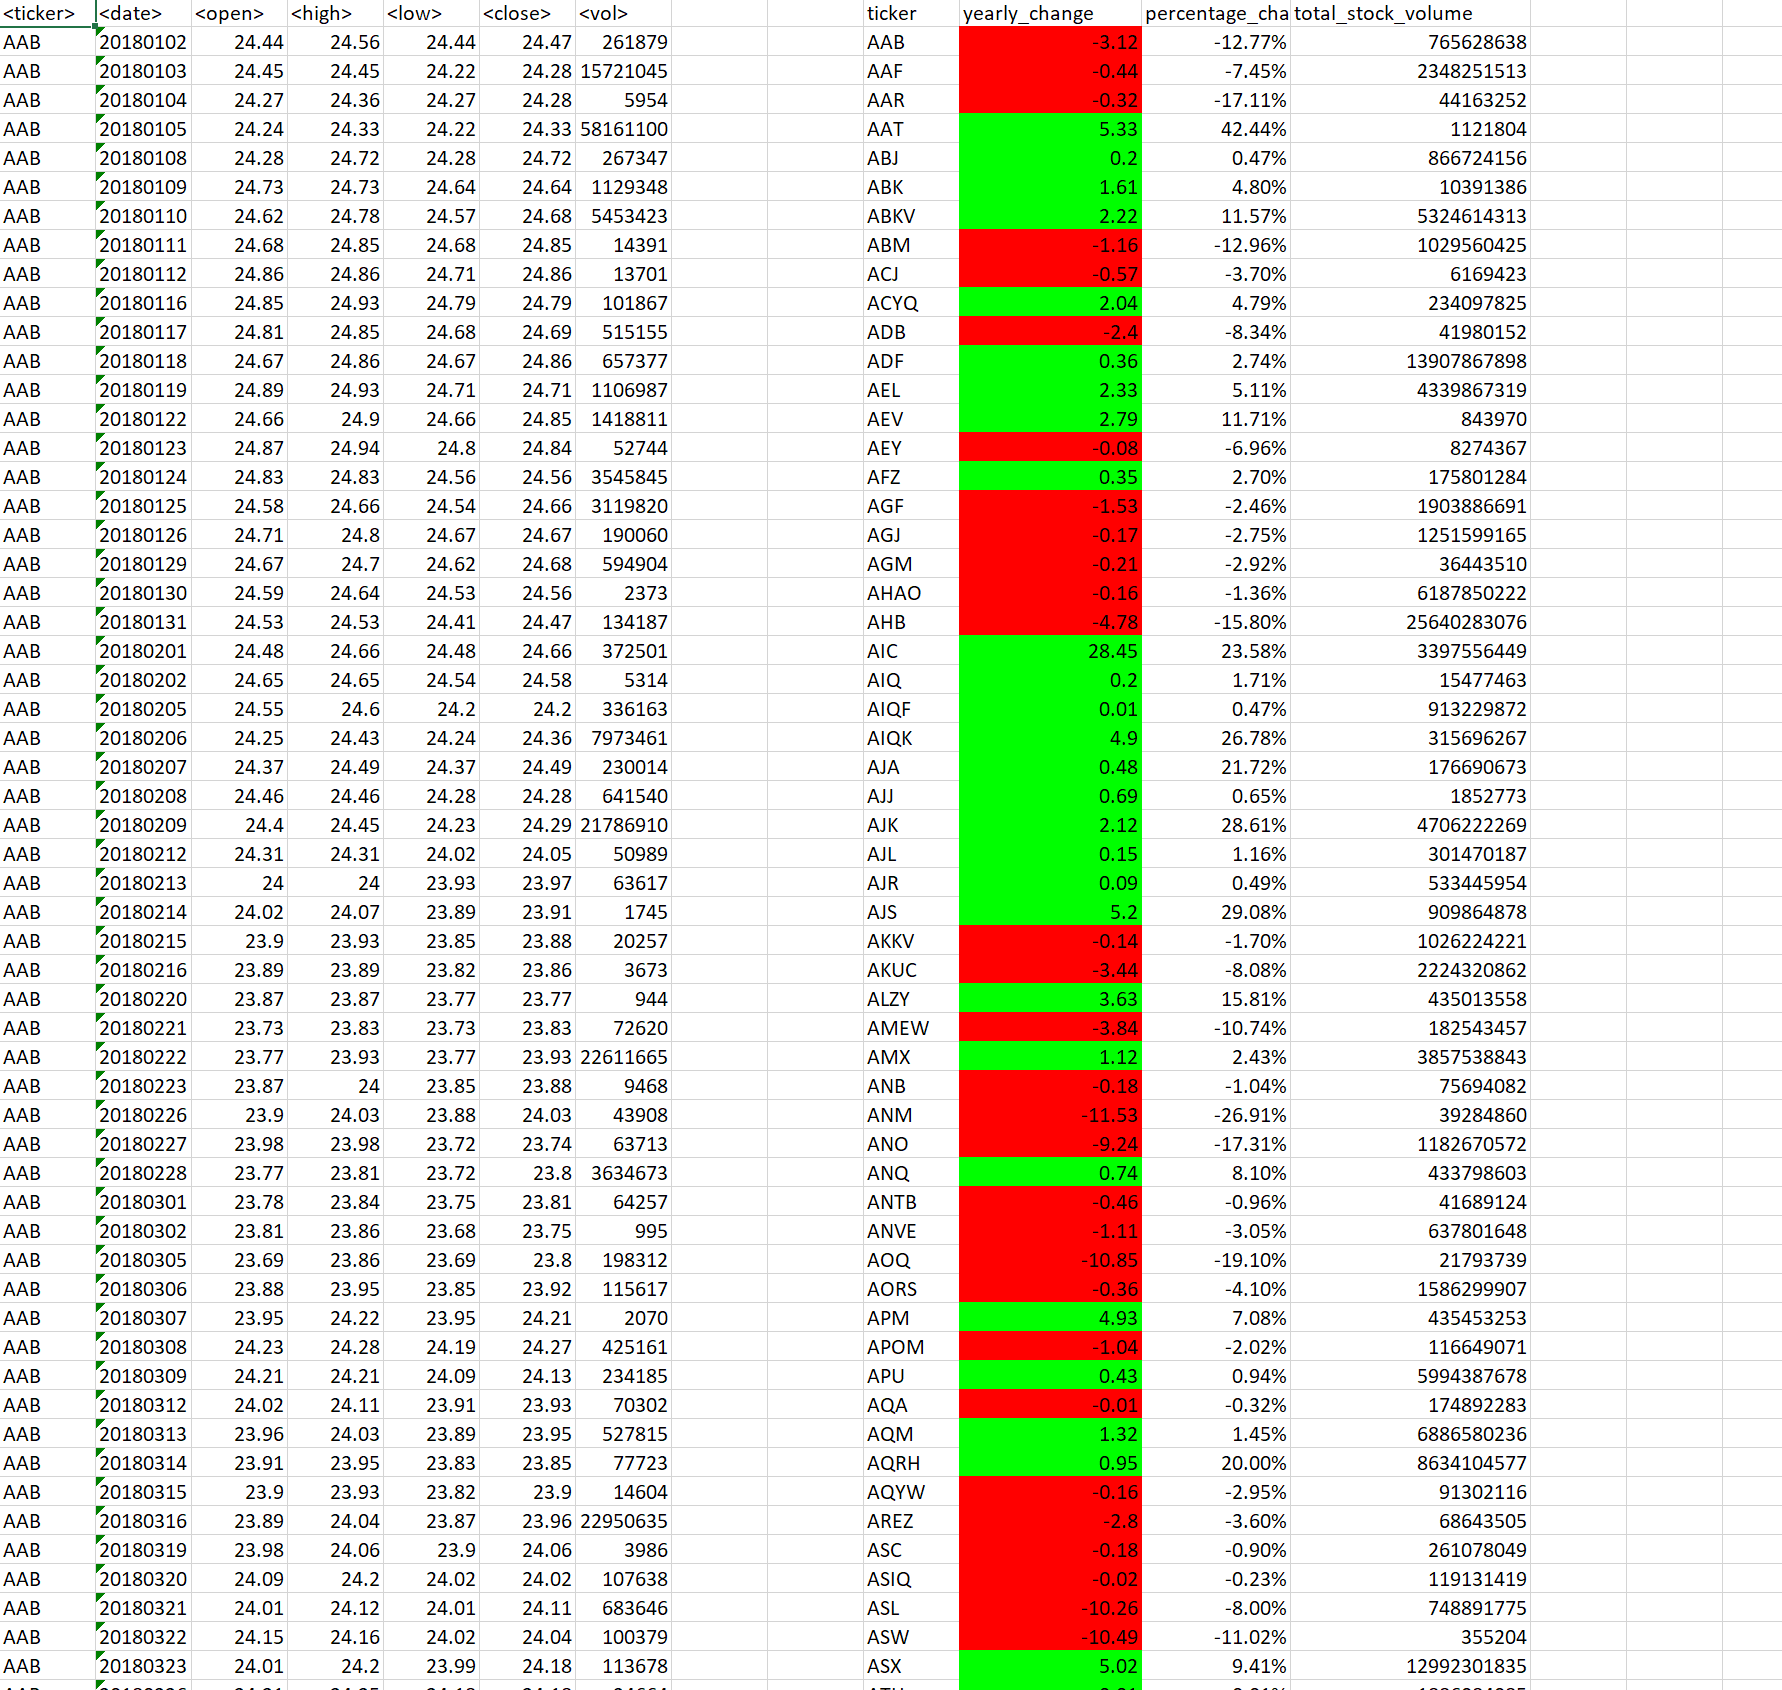 <ticker> <date> <open> <high> <low> <close> <vol> ticker yearly_change percentage_cha total_stock_volume
AAB 20180102 24.44 24.56 24.44 24.47 261879 AAB -3.12 -12.77% 765628638
AAB 20180103 24.45 24.45 24.22 24.28 15721045 AAF -0.44 -7.45% 2348251513
AAB 20180104 24.27 24.36 24.27 24.28 5954 AAR -0.32 -17.11% 44163252
AAB 20180105 24.24 24.33 24.22 24.33 58161100 AAT 5.33 42.44% 1121804
AAB 20180108 24.28 24.72 24.28 24.72 267347 ABJ 0.2 0.47% 866724156
AAB 20180109 24.73 24.73 24.64 24.64 1129348 ABK 1.61 4.80% 10391386
AAB 20180110 24.62 24.78 24.57 24.68 5453423 ABKV 2.22 11.57% 5324614313
AAB 20180111 24.68 24.85 24.68 24.85 14391 ABM -1.16 -12.96% 1029560425
AAB 20180112 24.86 24.86 24.71 24.86 13701 ACJ -0.57 -3.70% 6169423
AAB 20180116 24.85 24.93 24.79 24.79 101867 ACYQ 2.04 4.79% 234097825
AAB 20180117 24.81 24.85 24.68 24.69 515155 ADB -2.4 -8.34% 41980152
AAB 20180118 24.67 24.86 24.67 24.86 657377 ADF 0.36 2.74% 13907867898
AAB 20180119 24.89 24.93 24.71 24.71 1106987 AEL 2.33 5.11% 4339867319
AAB 20180122 24.66 24.9 24.66 24.85 1418811 AEV 2.79 11.71% 843970
AAB 20180123 24.87 24.94 24.8 24.84 52744 AEY -0.08 -6.96% 8274367
AAB 20180124 24.83 24.83 24.56 24.56 3545845 AFZ 0.35 2.70% 175801284
AAB 20180125 24.58 24.66 24.54 24.66 3119820 AGF -1.53 -2.46% 1903886691
AAB 20180126 24.71 24.8 24.67 24.67 190060 AGJ -0.17 -2.75% 1251599165
AAB 20180129 24.67 24.7 24.62 24.68 594904 AGM -0.21 -2.92% 36443510
AAB 20180130 24.59 24.64 24.53 24.56 2373 AHAO -0.16 -1.36% 6187850222
AAB 20180131 24.53 24.53 24.41 24.47 134187 AHB -4.78 -15.80% 25640283076
AAB 20180201 24.48 24.66 24.48 24.66 372501 AIC 28.45 23.58% 3397556449
AAB 20180202 24.65 24.65 24.54 24.58 5314 AIQ 0.2 1.71% 15477463
AAB 20180205 24.55 24.6 24.2 24.2 336163 AIQF 0.01 0.47% 913229872
AAB 20180206 24.25 24.43 24.24 24.36 7973461 AIQK 4.9 26.78% 315696267
AAB 20180207 24.37 24.49 24.37 24.49 230014 AJA 0.48 21.72% 176690673
AAB 20180208 24.46 24.46 24.28 24.28 641540 AJJ 0.69 0.65% 1852773
AAB 20180209 24.4 24.45 24.23 24.29 21786910 AJK 2.12 28.61% 4706222269
AAB 20180212 24.31 24.31 24.02 24.05 50989 AJL 0.15 1.16% 301470187
AAB 20180213 24 24 23.93 23.97 63617 AJR 0.09 0.49% 533445954
AAB 20180214 24.02 24.07 23.89 23.91 1745 AJS 5.2 29.08% 909864878
AAB 20180215 23.9 23.93 23.85 23.88 20257 AKKV -0.14 -1.70% 1026224221
AAB 20180216 23.89 23.89 23.82 23.86 3673 AKUC -3.44 -8.08% 2224320862
AAB 20180220 23.87 23.87 23.77 23.77 944 ALZY 3.63 15.81% 435013558
AAB 20180221 23.73 23.83 23.73 23.83 72620 AMEW -3.84 -10.74% 182543457
AAB 20180222 23.77 23.93 23.77 23.93 22611665 AMX 1.12 2.43% 3857538843
AAB 20180223 23.87 24 23.85 23.88 9468 ANB -0.18 -1.04% 75694082
AAB 20180226 23.9 24.03 23.88 24.03 43908 ANM -11.53 -26.91% 39284860
AAB 20180227 23.98 23.98 23.72 23.74 63713 ANO -9.24 -17.31% 1182670572
AAB 20180228 23.77 23.81 23.72 23.8 3634673 ANQ 0.74 8.10% 433798603
AAB 20180301 23.78 23.84 23.75 23.81 64257 ANTB -0.46 -0.96% 41689124
AAB 20180302 23.81 23.86 23.68 23.75 995 ANVE -1.11 -3.05% 637801648
AAB 20180305 23.69 23.86 23.69 23.8 198312 AOQ -10.85 -19.10% 21793739
AAB 20180306 23.88 23.95 23.85 23.92 115617 AORS -0.36 -4.10% 1586299907
AAB 20180307 23.95 24.22 23.95 24.21 2070 APM 4.93 7.08% 435453253
AAB 20180308 24.23 24.28 24.19 24.27 425161 APOM -1.04 -2.02% 116649071
AAB 20180309 24.21 24.21 24.09 24.13 234185 APU 0.43 0.94% 5994387678
AAB 20180312 24.02 24.11 23.91 23.93 70302 AQA -0.01 -0.32% 174892283
AAB 20180313 23.96 24.03 23.89 23.95 527815 AQM 1.32 1.45% 6886580236
AAB 20180314 23.91 23.95 23.83 23.85 77723 AQRH 0.95 20.00% 8634104577
AAB 20180315 23.9 23.93 23.82 23.9 14604 AQYW -0.16 -2.95% 91302116
AAB 20180316 23.89 24.04 23.87 23.96 22950635 AREZ -2.8 -3.60% 68643505
AAB 20180319 23.98 24.06 23.9 24.06 3986 ASC -0.18 -0.90% 261078049
AAB 20180320 24.09 24.2 24.02 24.02 107638 ASIQ -0.02 -0.23% 119131419
AAB 20180321 24.01 24.12 24.01 24.11 683646 ASL -10.26 -8.00% 748891775
AAB 20180322 24.15 24.16 24.02 24.04 100379 ASW -10.49 -11.02% 355204
AAB 20180323 24.01 24.2 23.99 24.18 113678 ASX 5.02 9.41% 12992301835